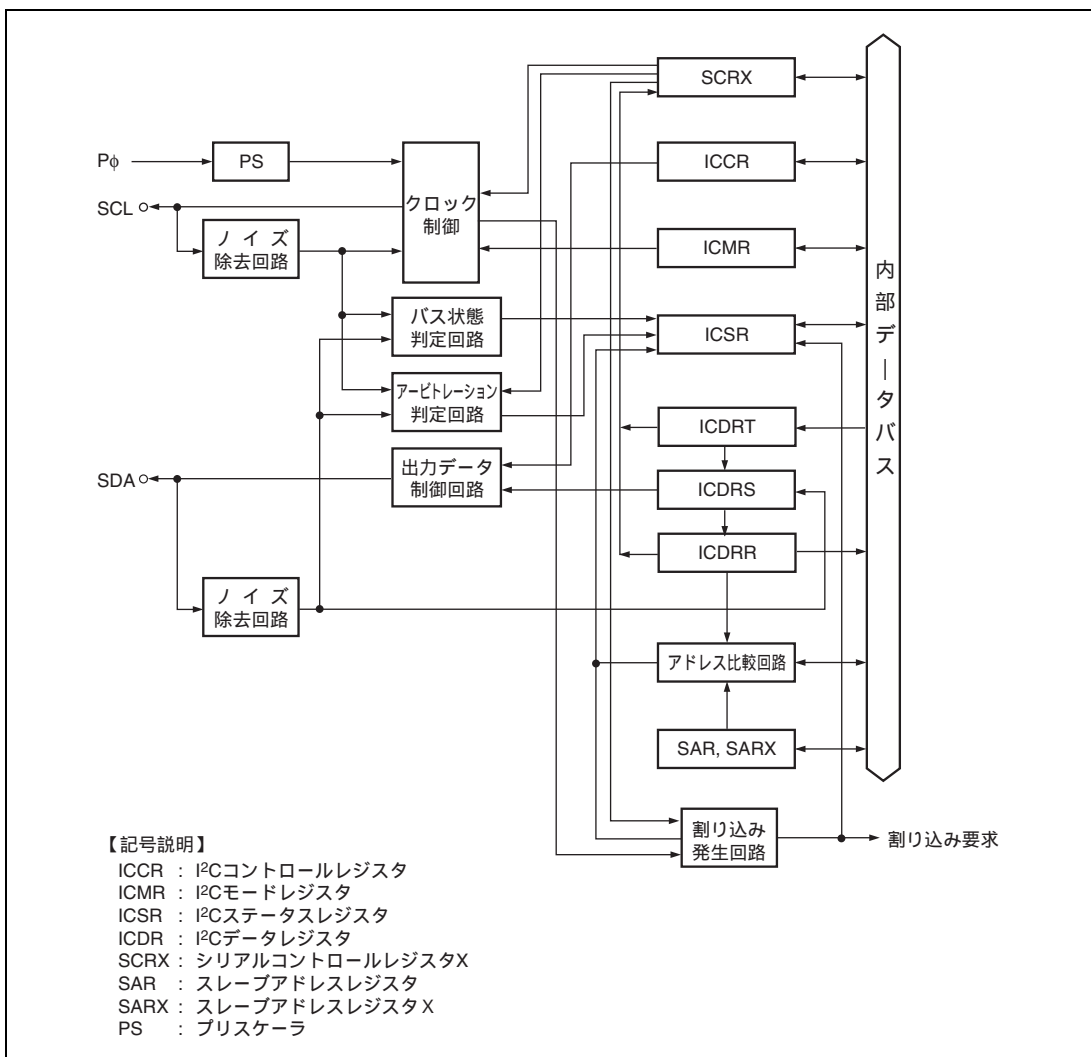 SCRX
Pφ
PS
ICCR
クロック
制御
SCL
ノイズ
除去回路
ICMR
内部データバス
バス状態
判定回路
ICSR
アービトレーション
判定回路
ICDRT
SDA
出力データ
制御回路
ICDRS
ICDRR
ノイズ
除去回路
アドレス比較回路
SAR, SARX
割り込み
発生回路
割り込み要求
【記号説明】
ICCR : I²Cコントロールレジスタ
ICMR : I²Cモードレジスタ
ICSR : I²Cステータスレジスタ
ICDR : I²Cデータレジスタ
SCRX : シリアルコントロールレジスタX
SAR : スレーブアドレスレジスタ
SARX : スレーブアドレスレジスタX
PS : プリスケーラ